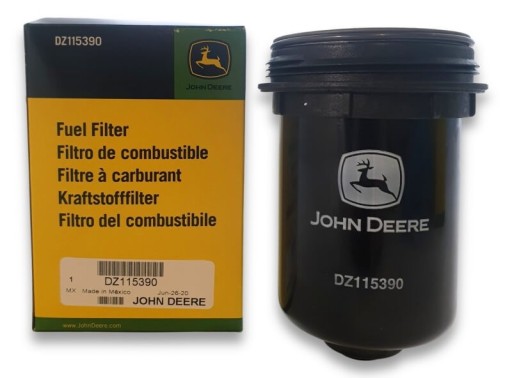 DZ115390
JOHN DEERE
Fuel Filter
Filtro de combustible
Filtre à carburant
Kraftstofffilter
Filtro del combustibile
1 DZ115390
MX Made in México Jun-26-20
JOHN DEERE
www.JohnDeere.com
JOHN DEERE
DZ115390